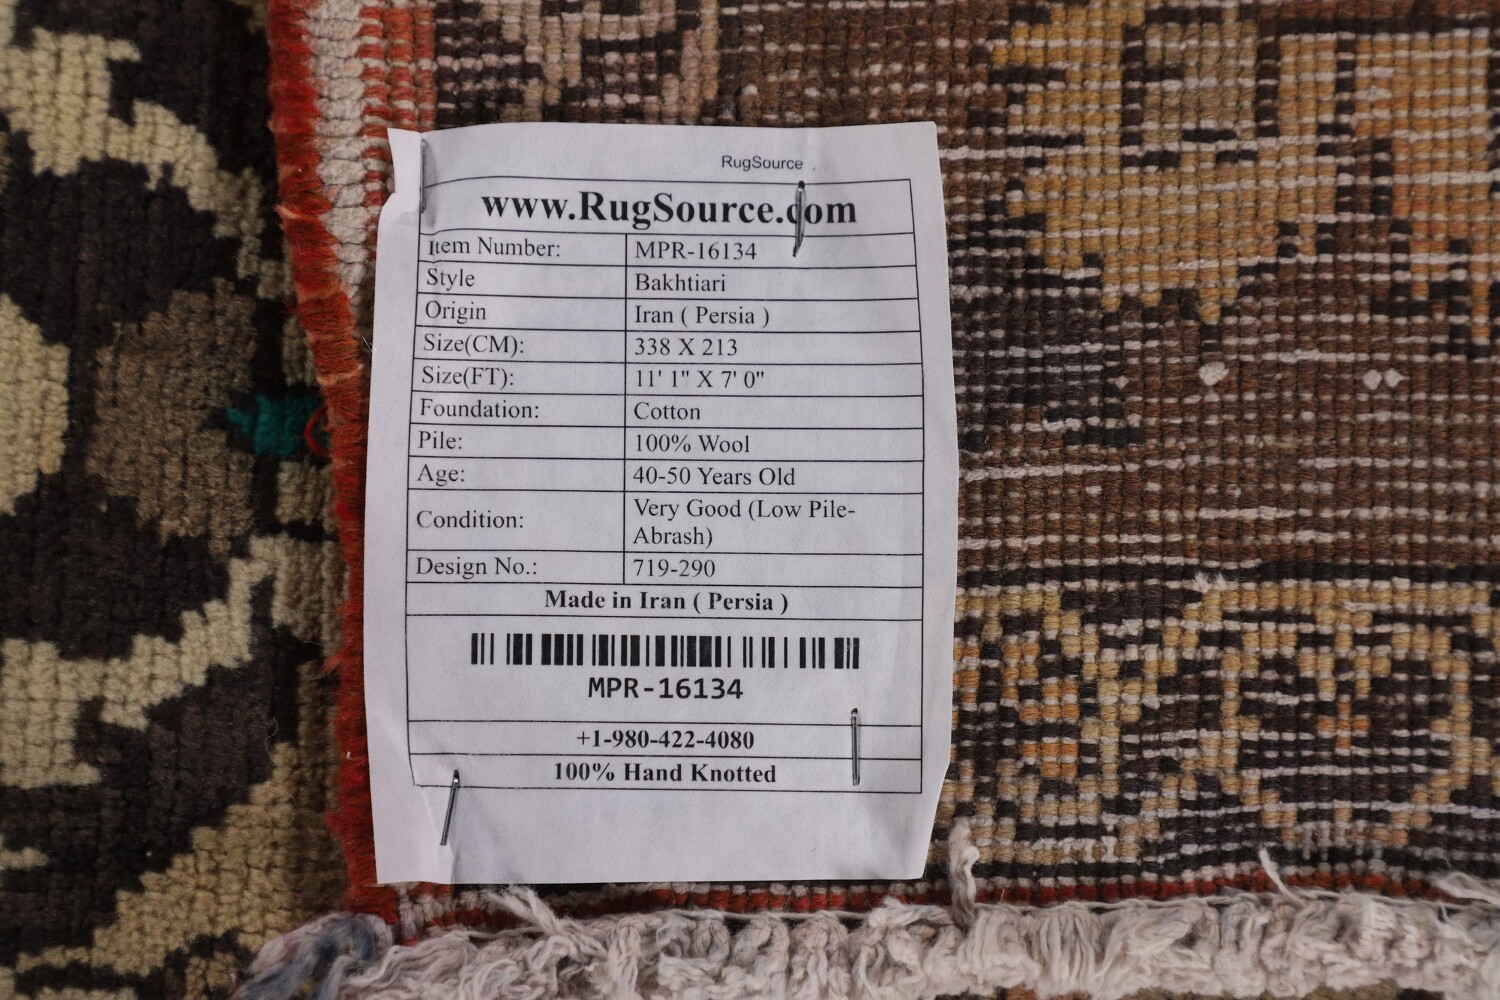 RugSource
www.RugSource.com
Item Number: MPR-16134
Style Bakhtiari
Origin Iran ( Persia )
Size(CM): 338 X 213
Size(FT): 11' 1" X 7' 0"
Foundation: Cotton
Pile: 100% Wool
Age: 40-50 Years Old
Condition: Very Good (Low Pile-
Abrash)
Design No.: 719-290
Made in Iran ( Persia )
MPR-16134
+1-980-422-4080
100% Hand Knotted